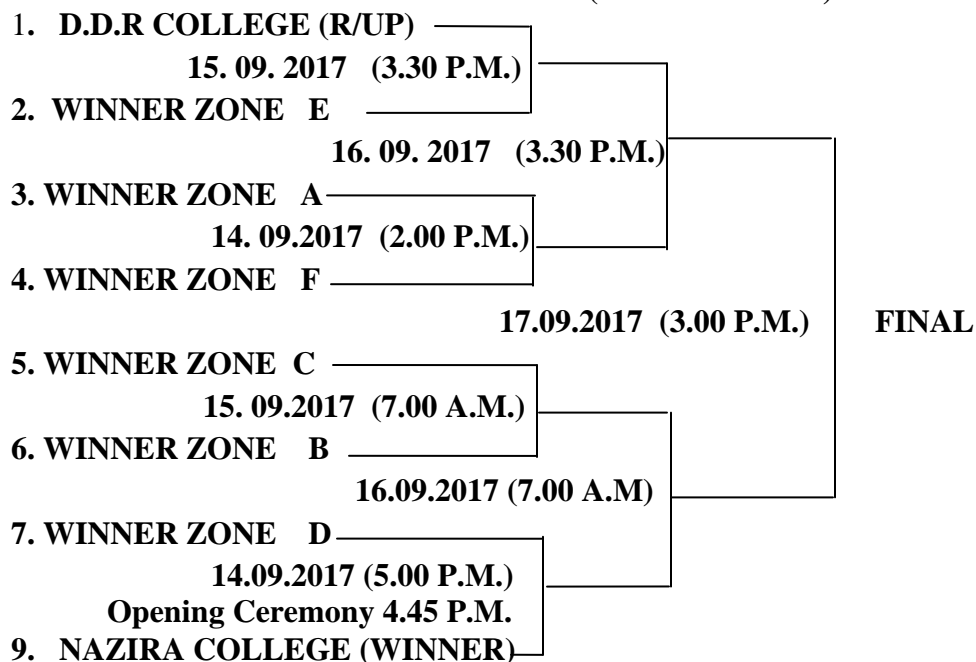 1. D.D.R COLLEGE (R/UP)
15. 09. 2017 (3.30 P.M.)
2. WINNER ZONE E
16. 09. 2017 (3.30 P.M.)
3. WINNER ZONE A
14. 09.2017 (2.00 P.M.)
4. WINNER ZONE F
17.09.2017 (3.00 P.M.) FINAL
5. WINNER ZONE C
15. 09.2017 (7.00 A.M.)
6. WINNER ZONE B
16.09.2017 (7.00 A.M)
7. WINNER ZONE D
14.09.2017 (5.00 P.M.)
Opening Ceremony 4.45 P.M.
9. NAZIRA COLLEGE (WINNER)